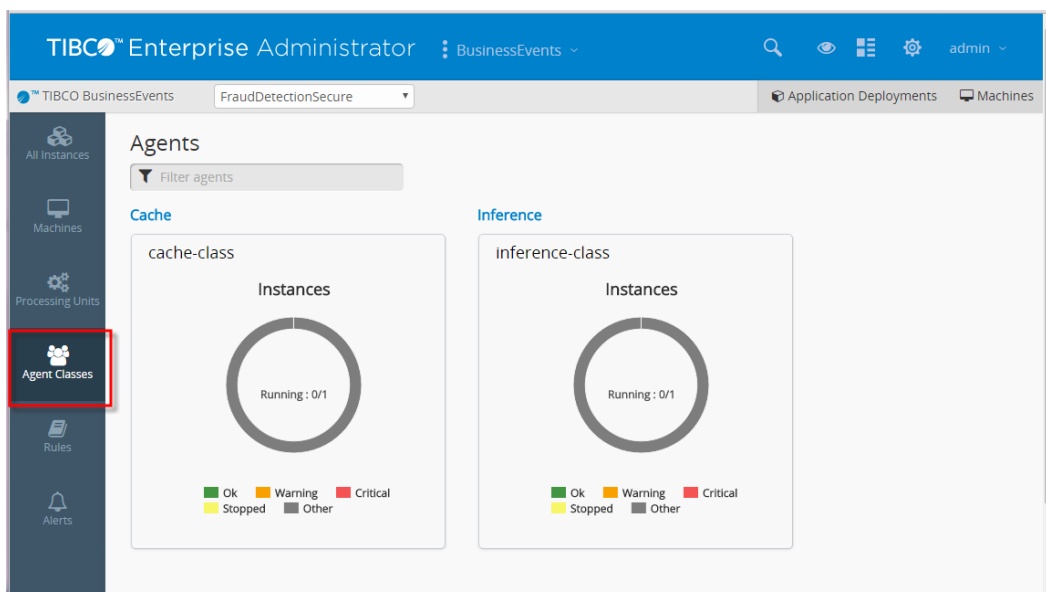 TIBCO™ Enterprise Administrator BusinessEvents admin
™ TIBCO BusinessEvents FraudDetectionSecure Application Deployments Machines
All Instances
Machines
Processing Units
Agent Classes
Rules
Alerts
Agents
Filter agents
Cache
cache-class
Instances
Running : 0/1
Ok Warning Critical
Stopped Other
Inference
inference-class
Instances
Running : 0/1
Ok Warning Critical
Stopped Other